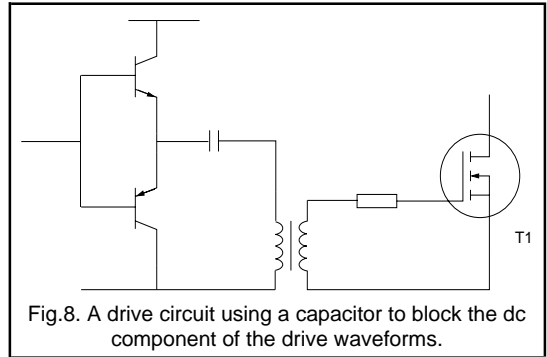 T1
Fig.8. A drive circuit using a capacitor to block the dc
component of the drive waveforms.